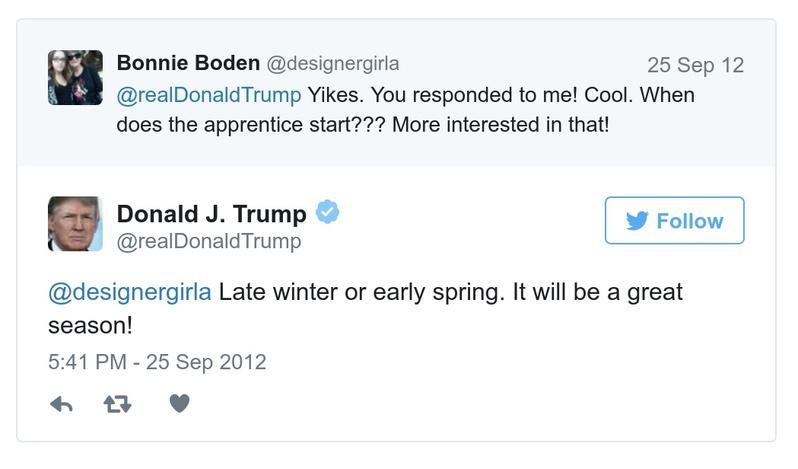 Bonnie Boden @designergirla 25 Sep 12
@realDonaldTrump Yikes. You responded to me! Cool. When
does the apprentice start??? More interested in that!
Donald J. Trump
@realDonaldTrump
Follow
@designergirla Late winter or early spring. It will be a great
season!
5:41 PM - 25 Sep 2012